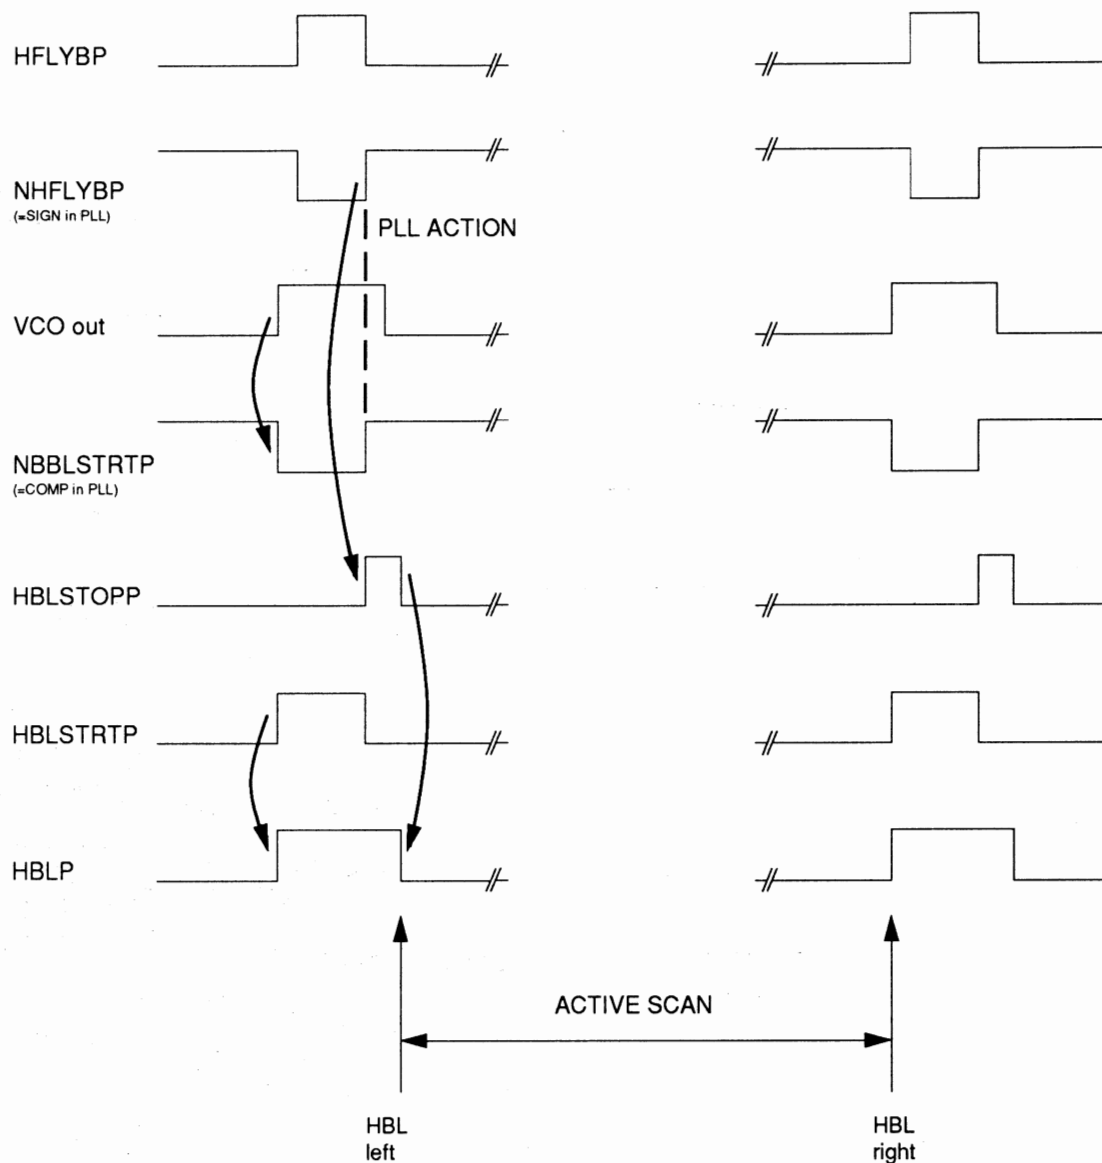 HFLYBP
NHFLYBP
(=SIGN in PLL)
PLL ACTION
VCO out
NBBLSTRTP
(=COMP in PLL)
HBLSTOPP
HBLSTRTP
HBLP
ACTIVE SCAN
HBL
left
HBL
right